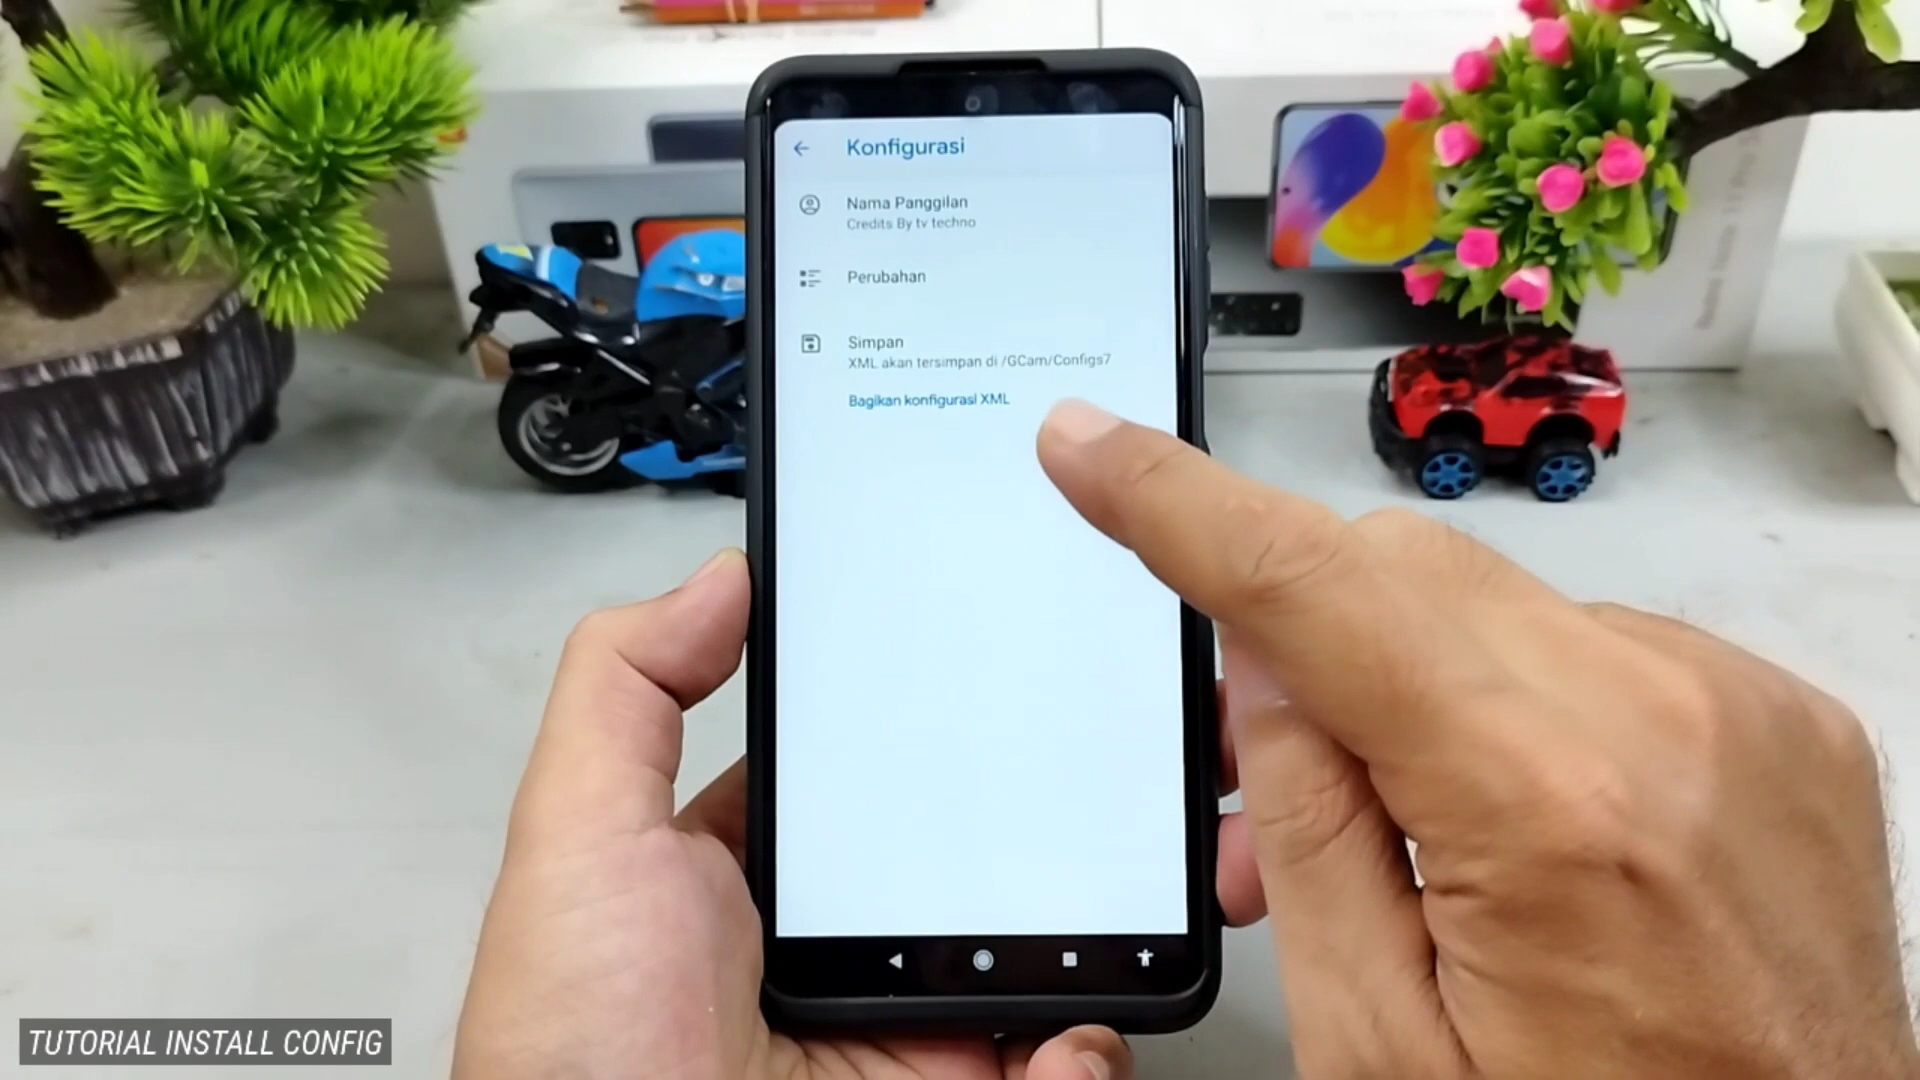 Konfigurasi
Nama Panggilan
Credits By tv techno
Perubahan
Simpan
XML akan tersimpan di /GCam/Configs7
Bagikan konfigurasi XML
TUTORIAL INSTALL CONFIG